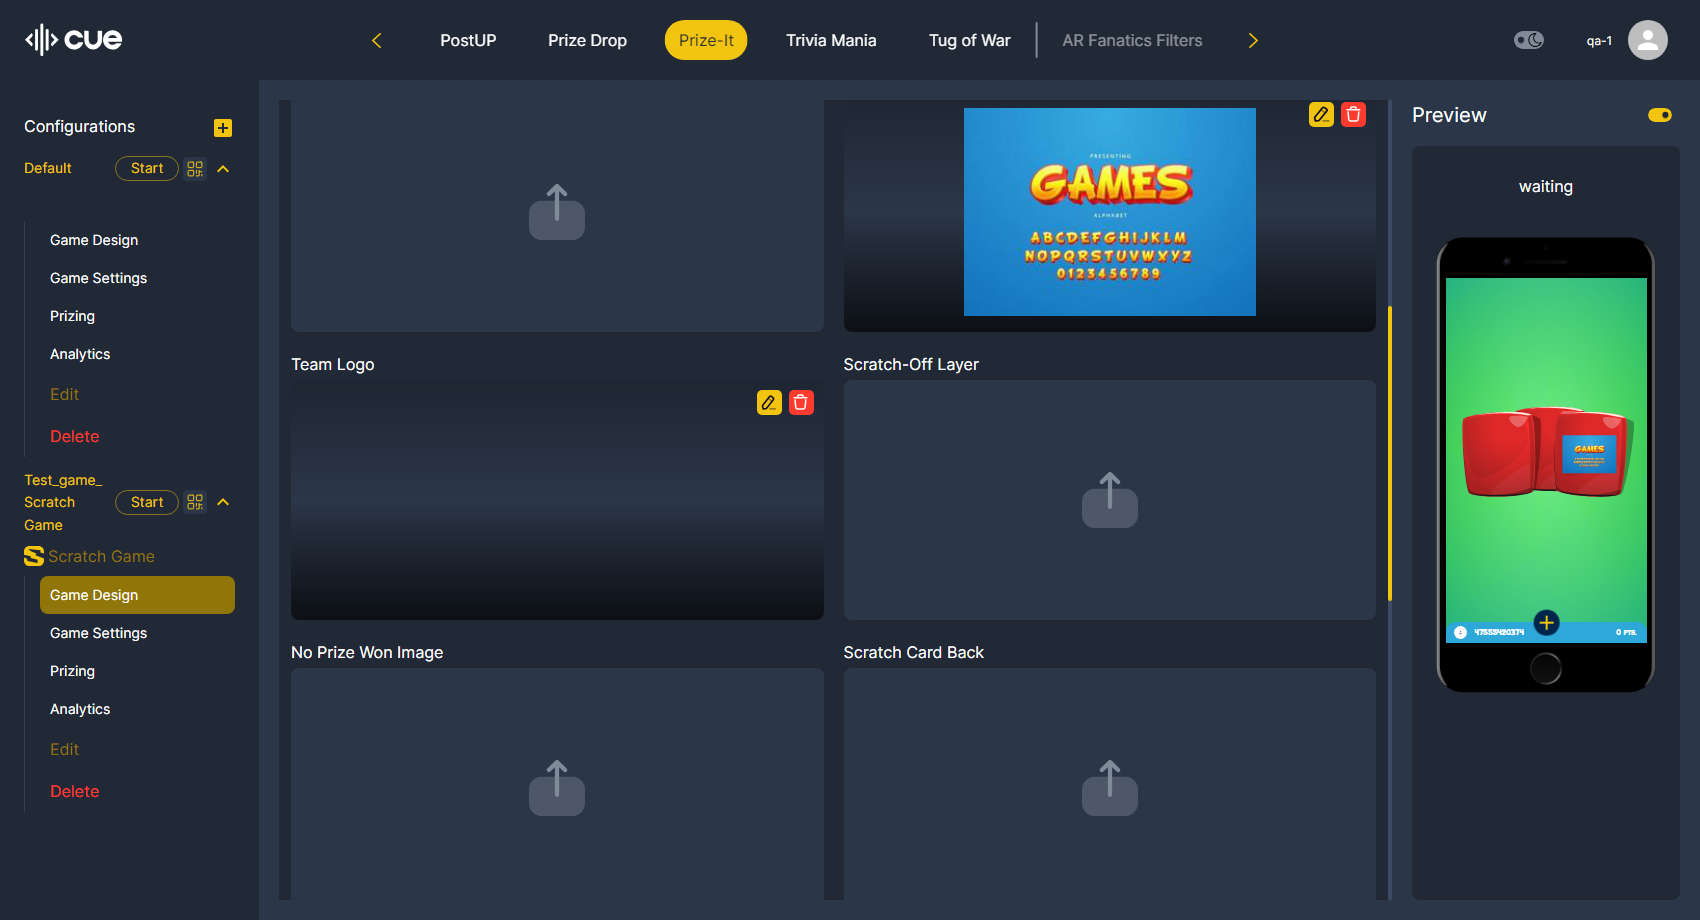 cue
PostUP
Prize Drop
Prize-It
Trivia Mania
Tug of War
AR Fanatics Filters
qa-1
Configurations
Default
Start
Game Design
Game Settings
Prizing
Analytics
Edit
Delete
Test_game_
Scratch
Game
Start
Scratch Game
Game Design
Game Settings
Prizing
Analytics
Edit
Delete
PRESENTING
GAMES
ALPHABET
ABCDEFGHIJKLM
NOPQRSTUVWXYZ
0123456789
Team Logo
Scratch-Off Layer
No Prize Won Image
Scratch Card Back
Preview
waiting
GAMES
47555420374
0 PTS.